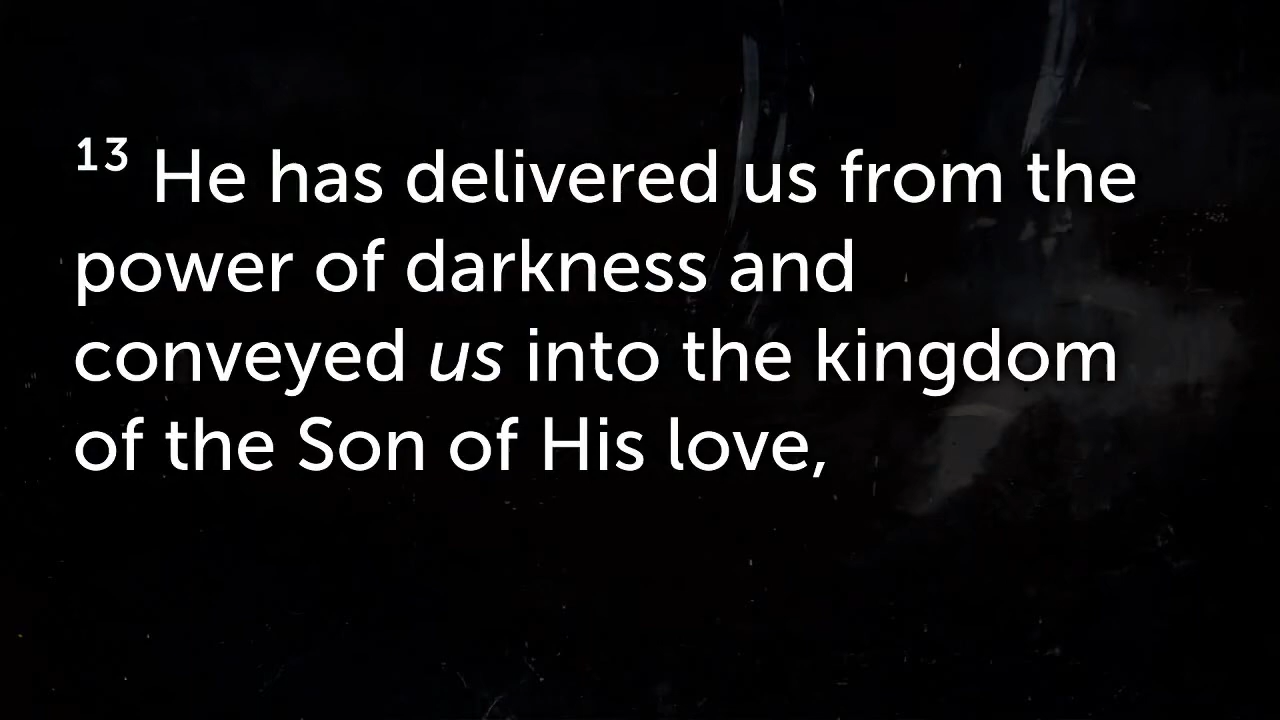 13 He has delivered us from the
power of darkness and
conveyed us into the kingdom
of the Son of His love,